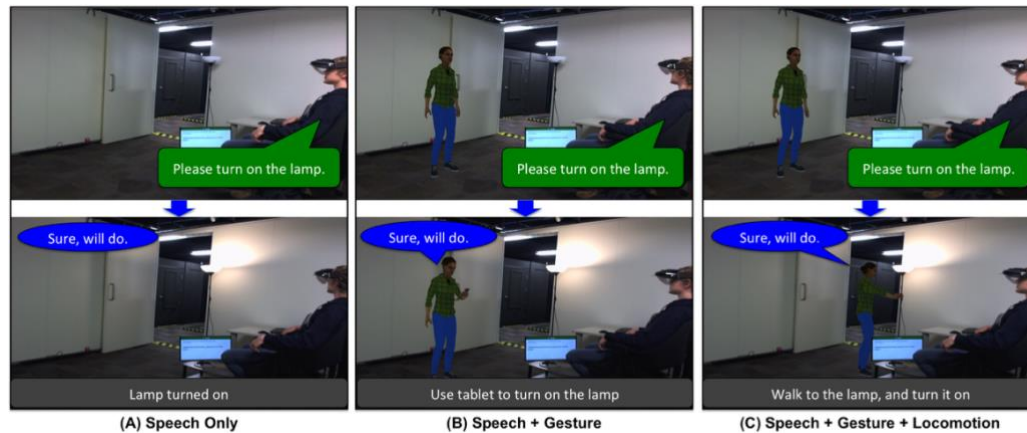 Please turn on the lamp.
Please turn on the lamp.
Please turn on the lamp.
Sure, will do.
Sure, will do.
Sure, will do.
Lamp turned on
Use tablet to turn on the lamp
Walk to the lamp, and turn it on
(A) Speech Only
(B) Speech + Gesture
(C) Speech + Gesture + Locomotion